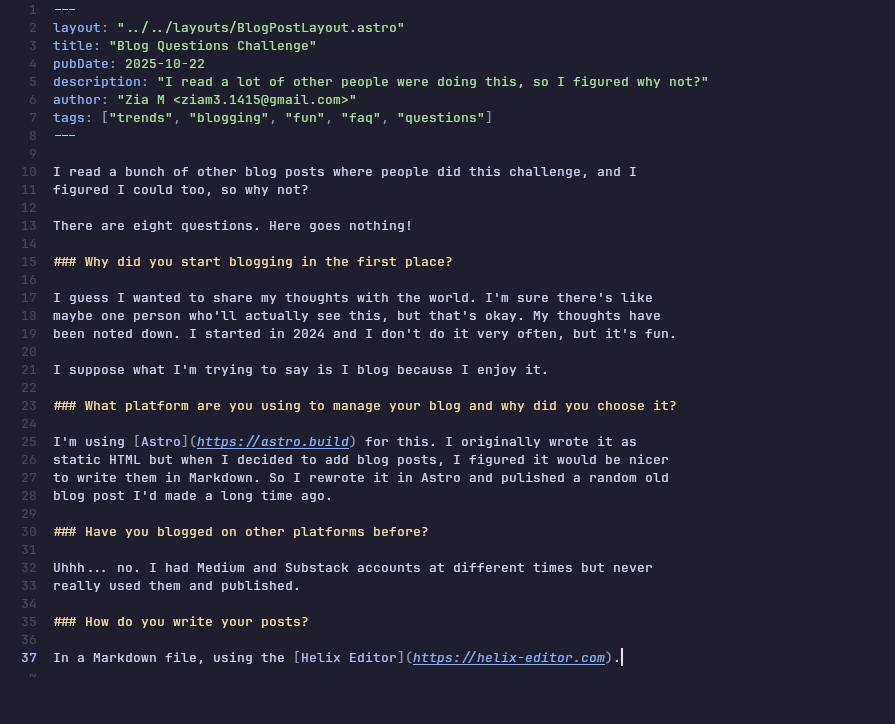 1 ---
2 layout: "../../layouts/BlogPostLayout.astro"
3 title: "Blog Questions Challenge"
4 pubDate: 2025-10-22
5 description: "I read a lot of other people were doing this, so I figured why not?"
6 author: "Zia M <ziam3.1415@gmail.com>"
7 tags: ["trends", "blogging", "fun", "faq", "questions"]
8 ---
9
10 I read a bunch of other blog posts where people did this challenge, and I
11 figured I could too, so why not?
12
13 There are eight questions. Here goes nothing!
14
15 ### Why did you start blogging in the first place?
16
17 I guess I wanted to share my thoughts with the world. I'm sure there's like
18 maybe one person who'll actually see this, but that's okay. My thoughts have
19 been noted down. I started in 2024 and I don't do it very often, but it's fun.
20
21 I suppose what I'm trying to say is I blog because I enjoy it.
22
23 ### What platform are you using to manage your blog and why did you choose it?
24
25 I'm using [Astro](https://astro.build) for this. I originally wrote it as
26 static HTML but when I decided to add blog posts, I figured it would be nicer
27 to write them in Markdown. So I rewrote it in Astro and pulished a random old
28 blog post I'd made a long time ago.
29
30 ### Have you blogged on other platforms before?
31
32 Uhhh... no. I had Medium and Substack accounts at different times but never
33 really used them and published.
34
35 ### How do you write your posts?
36
37 In a Markdown file, using the [Helix Editor](https://helix-editor.com).
~